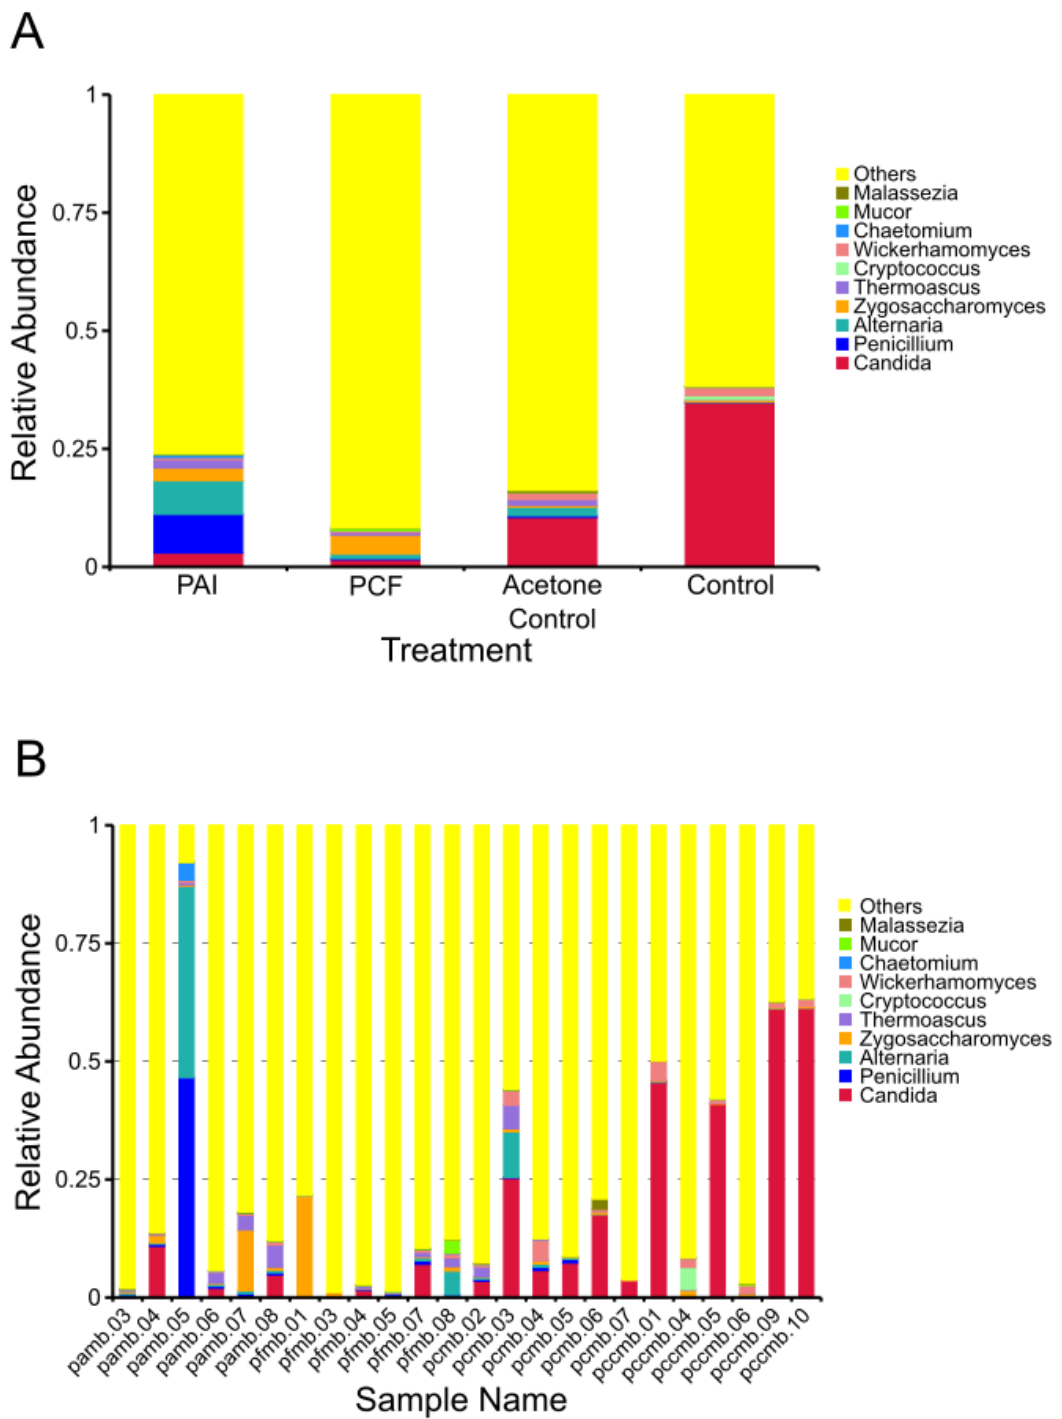 A
1
0.75
0.5
0.25
0
Relative Abundance
PAI
PCF
Acetone
Control
Control
Treatment
Others
Malassezia
Mucor
Chaetomium
Wickerhamomyces
Cryptococcus
Thermoascus
Zygosaccharomyces
Alternaria
Penicillium
Candida
B
1
0.75
0.5
0.25
0
Relative Abundance
pamb.03
pamb.04
pamb.05
pamb.06
pamb.07
pamb.08
pfmb.01
pfmb.03
pfmb.04
pfmb.05
pfmb.07
pfmb.08
pcmb.02
pcmb.03
pcmb.04
pcmb.05
pcmb.06
pcmb.07
pccmb.01
pccmb.04
pccmb.05
pccmb.06
pccmb.09
pccmb.10
Sample Name
Others
Malassezia
Mucor
Chaetomium
Wickerhamomyces
Cryptococcus
Thermoascus
Zygosaccharomyces
Alternaria
Penicillium
Candida